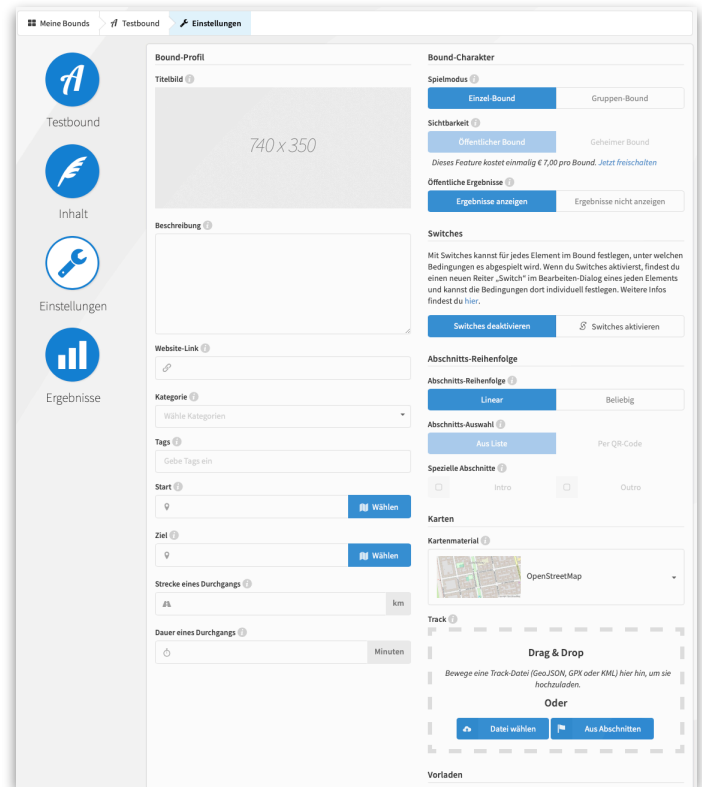 Meine Bounds
Testbound
Einstellungen
Testbound
Inhalt
Einstellungen
Ergebnisse
Bound-Profil
Titelbild
740 x 350
Beschreibung
Website-Link
Kategorie
Wähle Kategorien
Tags
Gebe Tags ein
Start
Wählen
Ziel
Wählen
Strecke eines Durchgangs
km
Dauer eines Durchgangs
Minuten
Bound-Charakter
Spielmodus
Einzel-Bound
Gruppen-Bound
Sichtbarkeit
Öffentlicher Bound
Geheimer Bound
Dieses Feature kostet einmalig € 7,00 pro Bound. Jetzt freischalten
Öffentliche Ergebnisse
Ergebnisse anzeigen
Ergebnisse nicht anzeigen
Switches
Mit Switches kannst für jedes Element im Bound festlegen, unter welchen
Bedingungen es abgespielt wird. Wenn du Switches aktivierst, findest du
einen neuen Reiter „Switch" im Bearbeiten-Dialog eines jeden Elements
und kannst die Bedingungen dort individuell festlegen. Weitere Infos
findest du hier.
Switches deaktivieren
Switches aktivieren
Abschnitts-Reihenfolge
Abschnitts-Reihenfolge
Linear
Beliebig
Abschnitts-Auswahl
Aus Liste
Per QR-Code
Spezielle Abschnitte
Intro
Outro
Karten
Kartenmaterial
OpenStreetMap
Track
Drag & Drop
Bewege eine Track-Datei (GeoJSON, GPX oder KML) hier hin, um sie
hochzuladen.
Oder
Datei wählen
Aus Abschnitten
Vorladen